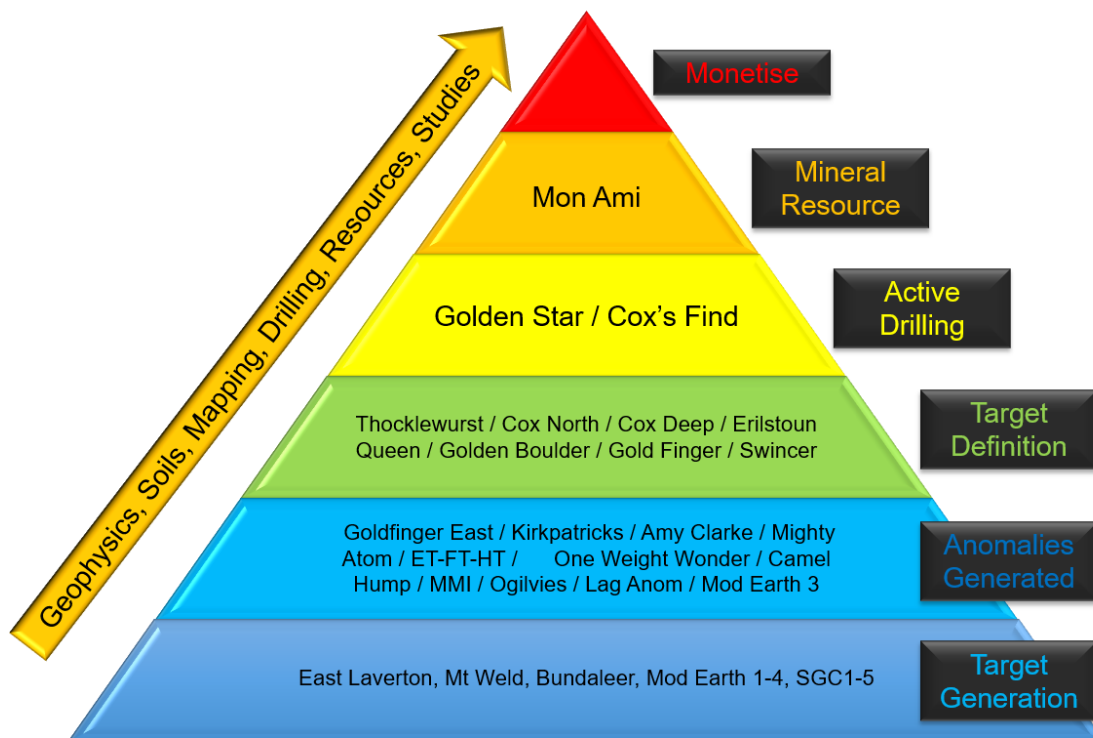 Geophysics, Soils, Mapping, Drilling, Resources, Studies
Monetise
Mon Ami
Mineral
Resource
Golden Star / Cox's Find
Active
Drilling
Thocklewurst / Cox North / Cox Deep / Erilstoun
Queen / Golden Boulder / Gold Finger / Swincer
Target
Definition
Goldfinger East / Kirkpatricks / Amy Clarke / Mighty
Atom / ET-FT-HT / One Weight Wonder / Camel
Hump / MMI / Ogilvies / Lag Anom / Mod Earth 3
Anomalies
Generated
East Laverton, Mt Weld, Bundaleer, Mod Earth 1-4, SGC1-5
Target
Generation